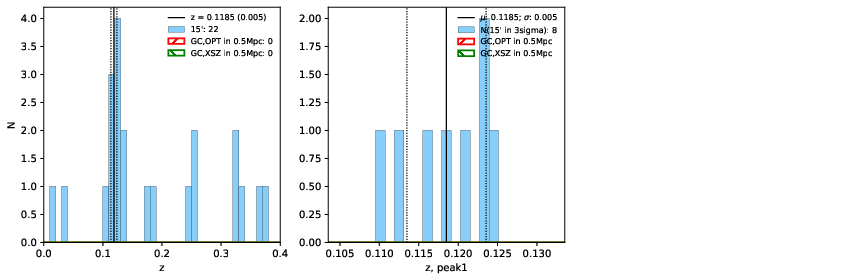 z = 0.1185 (0.005)
15': 22
GC,OPT in 0.5Mpc: 0
GC,XSZ in 0.5Mpc: 0
N
4.0
3.5
3.0
2.5
2.0
1.5
1.0
0.5
0.0
0.0 0.1 0.2 0.3 0.4
z
μ: 0.1185; σ: 0.005
N(15' in 3sigma): 8
GC,OPT in 0.5Mpc
GC,XSZ in 0.5Mpc
2.00
1.75
1.50
1.25
1.00
0.75
0.50
0.25
0.00
0.105 0.110 0.115 0.120 0.125 0.130
z, peak1